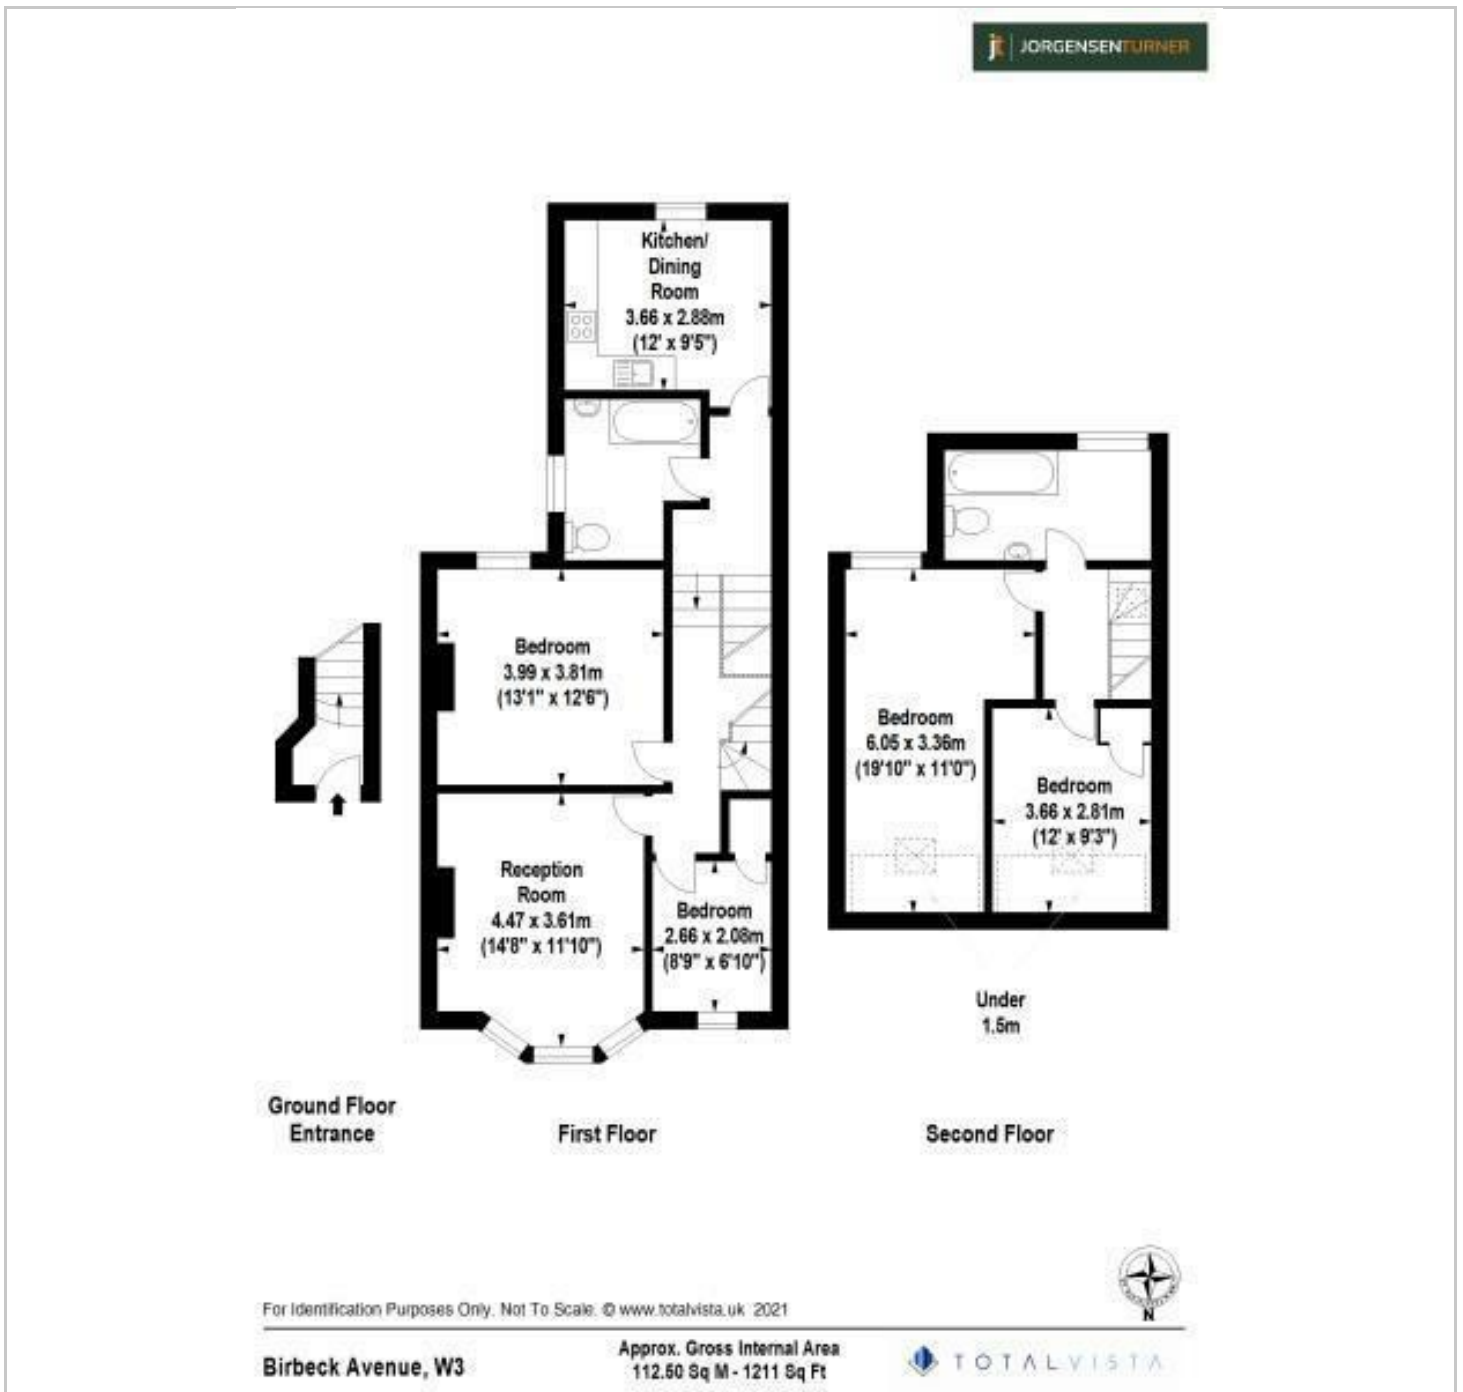 jt JORGENSENTURNER
Kitchen/
Dining
Room
3.66 x 2.88m
(12' x 9'5")
Bedroom
3.99 x 3.81m
(13'1" x 12'6")
Reception
Room
4.47 x 3.61m
(14'8" x 11'10")
Bedroom
2.66 x 2.08m
(8'9" x 6'10")
Bedroom
6.05 x 3.36m
(19'10" x 11'0")
Bedroom
3.66 x 2.81m
(12' x 9'3")
Under
1.5m
Ground Floor
Entrance
First Floor
Second Floor
N
For Identification Purposes Only. Not To Scale. © www.totalvista.uk 2021
Birbeck Avenue, W3
Approx. Gross Internal Area
112.50 Sq M - 1211 Sq Ft
TOTALVISTA